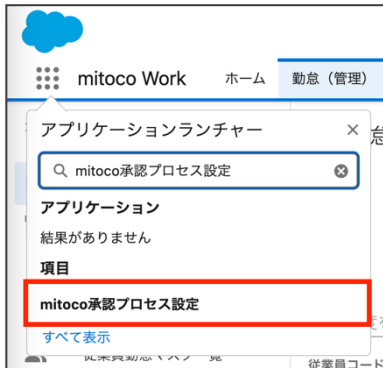 mitoco Work ホーム 勤怠（管理）
アプリケーションランチャー
mitoco承認プロセス設定
アプリケーション
結果がありません
項目
mitoco承認プロセス設定
すべて表示
従業員コード